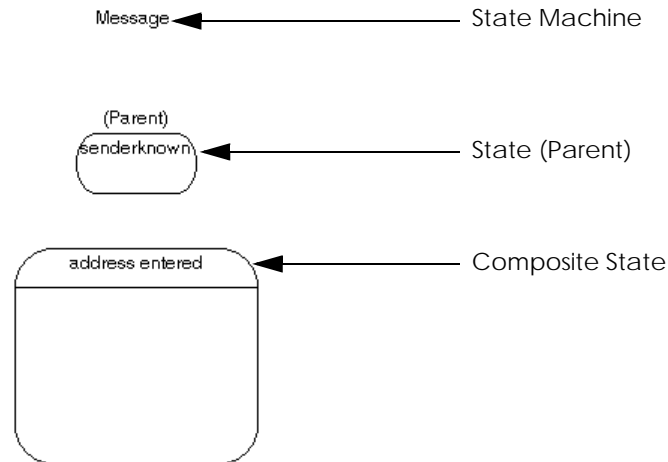 Message
State Machine
(Parent)
senderknown
State (Parent)
address entered
Composite State